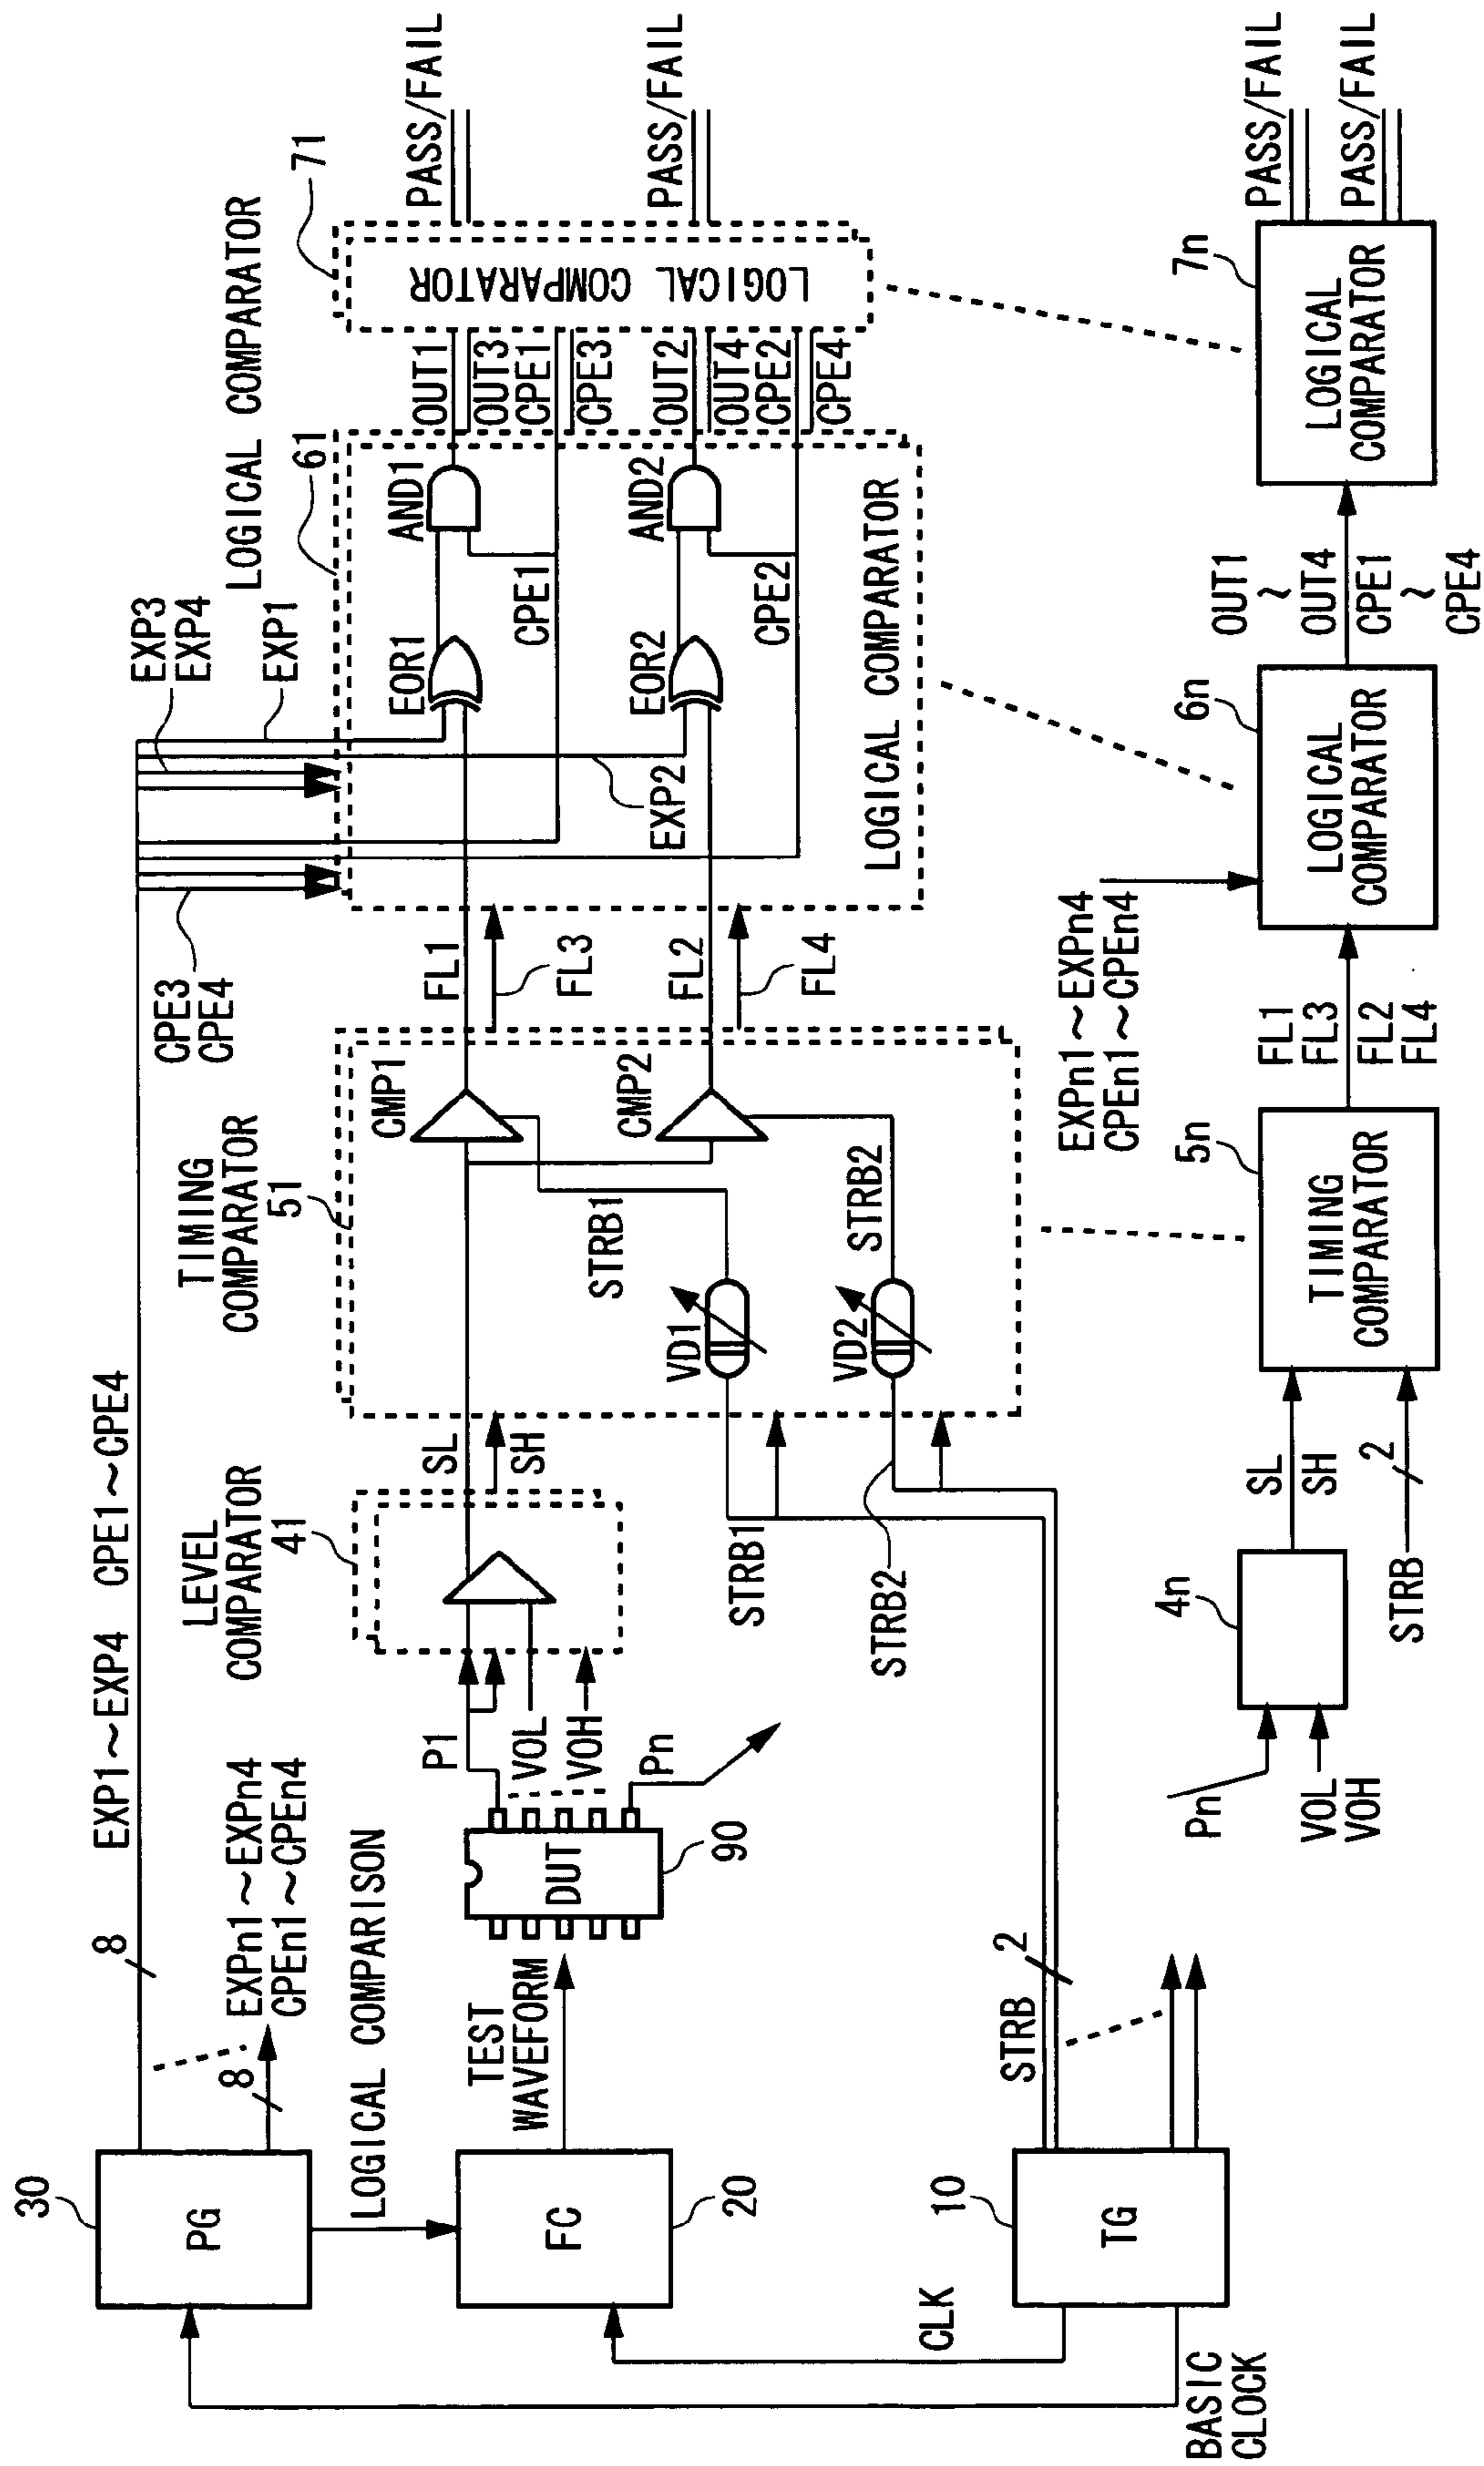 30
PG
8
EXP1~EXP4 CPE1~CPE4
8
EXPn1~EXPn4
CPEn1~CPEn4
LOGICAL COMPARISON
FC
20
TEST
WAVEFORM
DUT
90
P1
VOL
VOH
Pn
CLK
BASIC
CLOCK
10
TG
STRB
2
LEVEL
COMPARATOR
41
SL
SH
STRB1
STRB2
TIMING
COMPARATOR
51
CMP1
CMP2
STRB1
STRB2
VD1
VD2
FL1
FL3
FL2
FL4
CPE3
CPE4
EXP3
EXP4
EXP1
EXP2
LOGICAL COMPARATOR
61
EOR1
AND1
CPE1
EOR2
AND2
CPE2
LOGICAL COMPARATOR
OUT1
OUT3
CPE1
CPE3
OUT2
OUT4
CPE2
CPE4
71
LOGICAL COMPARATOR
PASS/FAIL
PASS/FAIL
Pn
VOL
VOH
4n
SL
SH
STRB
2
5n
TIMING
COMPARATOR
FL1
FL3
FL2
FL4
EXPn1~EXPn4
CPEn1~CPEn4
6n
LOGICAL
COMPARATOR
OUT1
~
OUT4
CPE1
~
CPE4
7n
LOGICAL
COMPARATOR
PASS/FAIL
PASS/FAIL